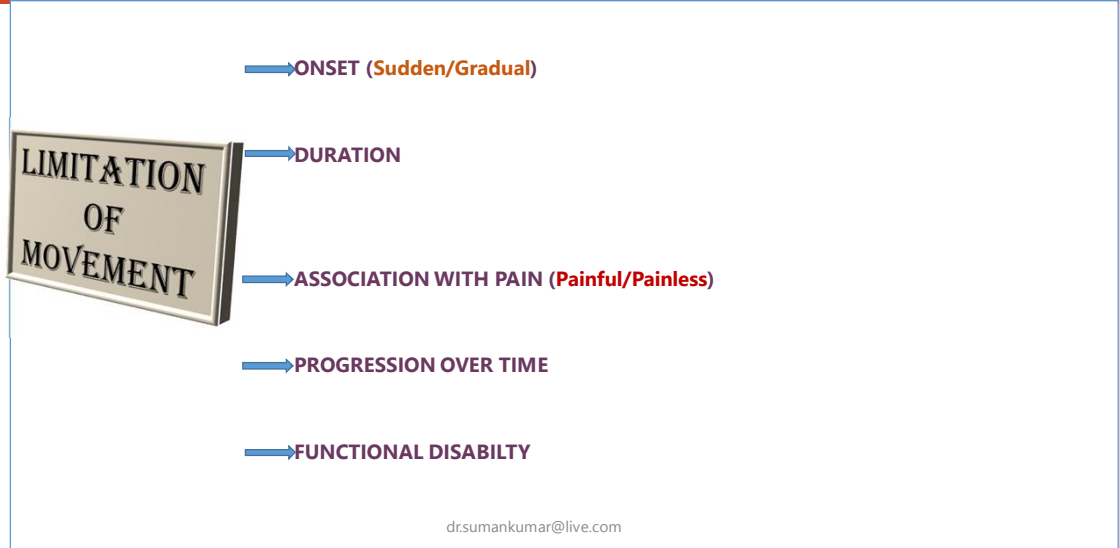 LIMITATION
OF
MOVEMENT
ONSET (Sudden/Gradual)
DURATION
ASSOCIATION WITH PAIN (Painful/Painless)
PROGRESSION OVER TIME
FUNCTIONAL DISABILTY
dr.sumankumar@live.com